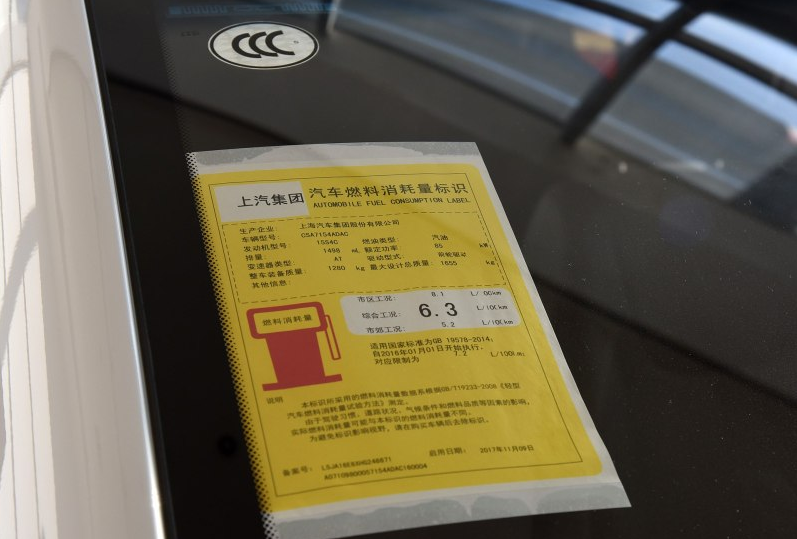 CCC
上汽集团 汽车燃料消耗量标识
AUTOMOBILE FUEL CONSUMPTION LABEL
生产企业: 上海汽车集团股份有限公司
车辆型号: CSA7154ADAC
发动机型号: 15S4C 燃油类型: 汽油
排量: 1498 mL 额定功率: 85 kW
变速器类型: AT 驱动型式: 前轮驱动
整车装备质量: 1280 kg 最大设计总质量: 1655 kg
其他信息:
燃料消耗量
市区工况: 8.1 L/100km
综合工况: 6.3 L/100km
市郊工况: 5.2 L/100km
适用国家标准为GB 19578-2014;
自2016年01月01日开始执行,
对应限制为 7.2 L/100km;
说明
本标识所采用的燃料消耗量数据系根据GB/T19233-2008《轻型
汽车燃料消耗量试验方法》测定。
由于驾驶习惯、道路状况、气候条件和燃料品质等因素的影响,
实际燃料消耗量可能与本标识的燃料消耗量不同。
为避免标识影响视野,请在购买车辆后去除标识。
备案号: 启用日期: 2017年11月09日